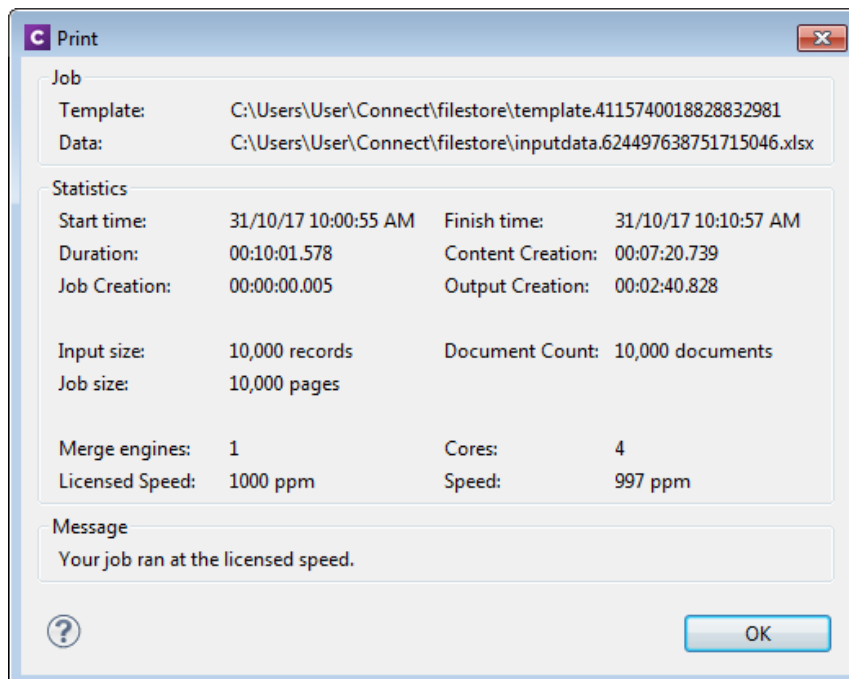 C Print
Job
Template: C:\Users\User\Connect\filestore\template.4115740018828832981
Data: C:\Users\User\Connect\filestore\inputdata.624497638751715046.xlsx
Statistics
Start time: 31/10/17 10:00:55 AM Finish time: 31/10/17 10:10:57 AM
Duration: 00:10:01.578 Content Creation: 00:07:20.739
Job Creation: 00:00:00.005 Output Creation: 00:02:40.828
Input size: 10,000 records Document Count: 10,000 documents
Job size: 10,000 pages
Merge engines: 1 Cores: 4
Licensed Speed: 1000 ppm Speed: 997 ppm
Message
Your job ran at the licensed speed.
? OK